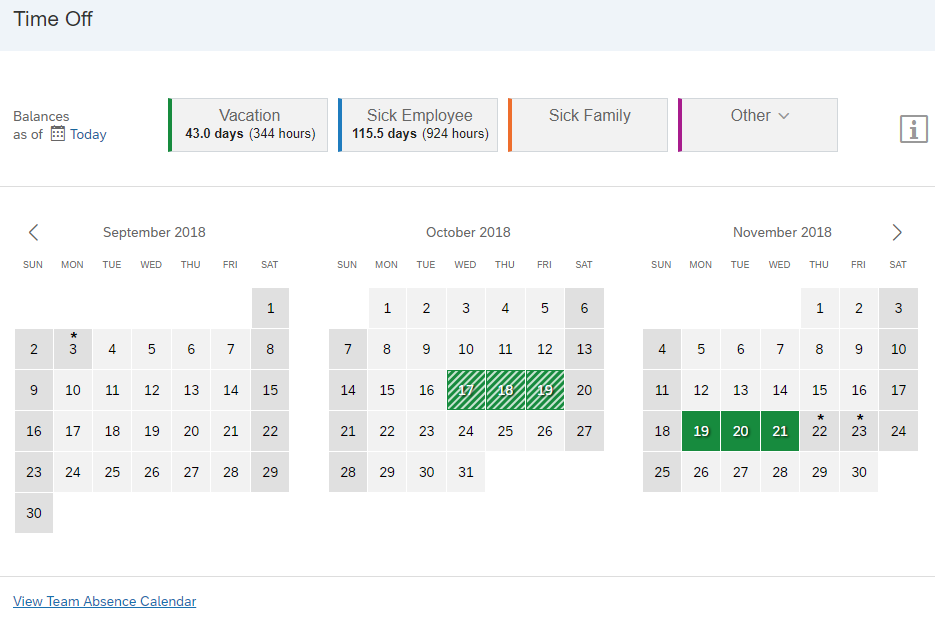 Time Off
Balances
as of Today
Vacation
43.0 days (344 hours)
Sick Employee
115.5 days (924 hours)
Sick Family
Other
i
September 2018
SUN MON TUE WED THU FRI SAT
1
2 *3 4 5 6 7 8
9 10 11 12 13 14 15
16 17 18 19 20 21 22
23 24 25 26 27 28 29
30
October 2018
SUN MON TUE WED THU FRI SAT
1 2 3 4 5 6
7 8 9 10 11 12 13
14 15 16 17 18 19 20
21 22 23 24 25 26 27
28 29 30 31
November 2018
SUN MON TUE WED THU FRI SAT
1 2 3
4 5 6 7 8 9 10
11 12 13 14 15 16 17
18 19 20 21 *22 *23 24
25 26 27 28 29 30
View Team Absence Calendar